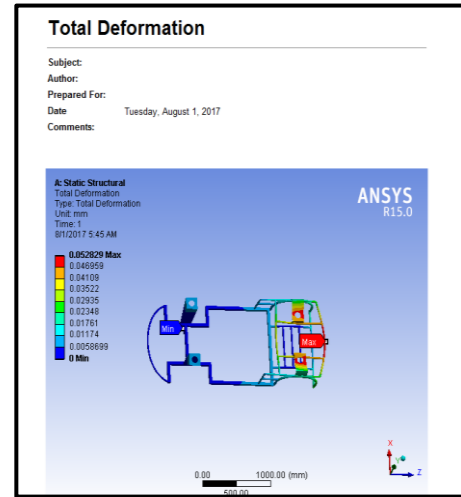 Total Deformation
Subject:
Author:
Prepared For:
Date Tuesday, August 1, 2017
Comments:
A: Static Structural
Total Deformation
Type: Total Deformation
Unit: mm
Time: 1
8/1/2017 5:45 AM
ANSYS
R15.0
0.052829 Max
0.046959
0.04109
0.03522
0.02935
0.02348
0.01761
0.01174
0.0058699
0 Min
Min
Max
0.00 1000.00 (mm)
500.00
X
Y
Z